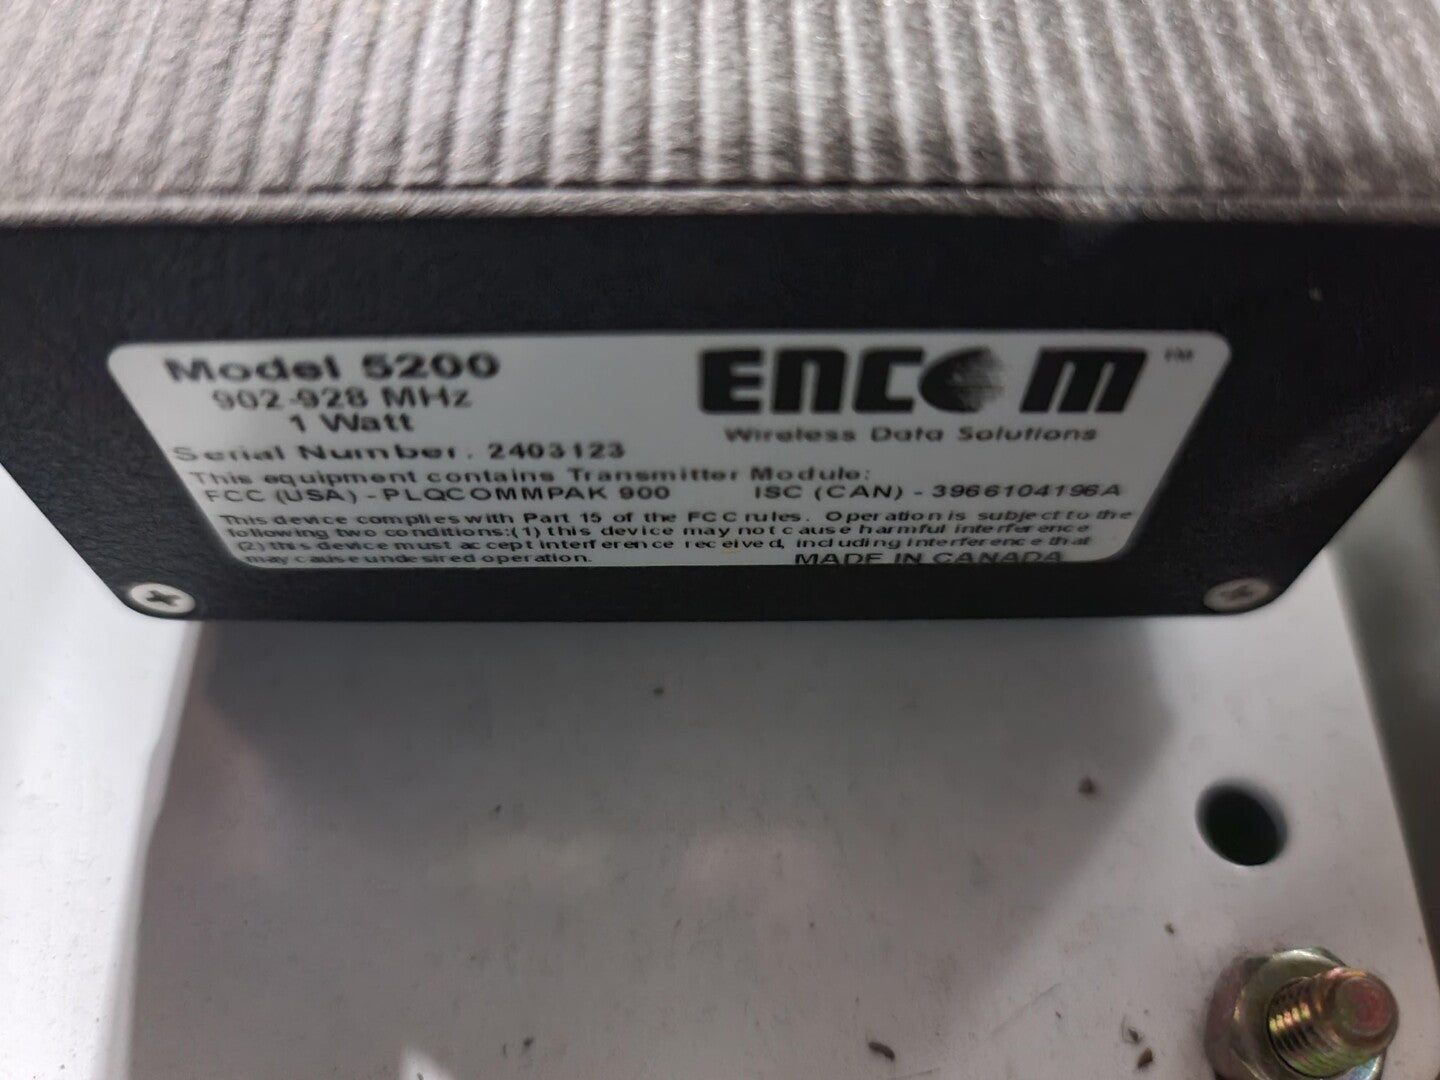 Model 5200
902-928 MHz
1 Watt
ENCOM ™
Wireless Data Solutions
Serial Number. 2403123
This equipment contains Transmitter Module:
FCC (USA) - PLQCOMMPAK 900 ISC (CAN) - 3966104196A
This device complies with Part 15 of the FCC rules. Operation is subject to the
following two conditions:(1) this device may not cause harmful interference
(2) this device must accept interference received, including interference that
may cause undesired operation.
MADE IN CANADA